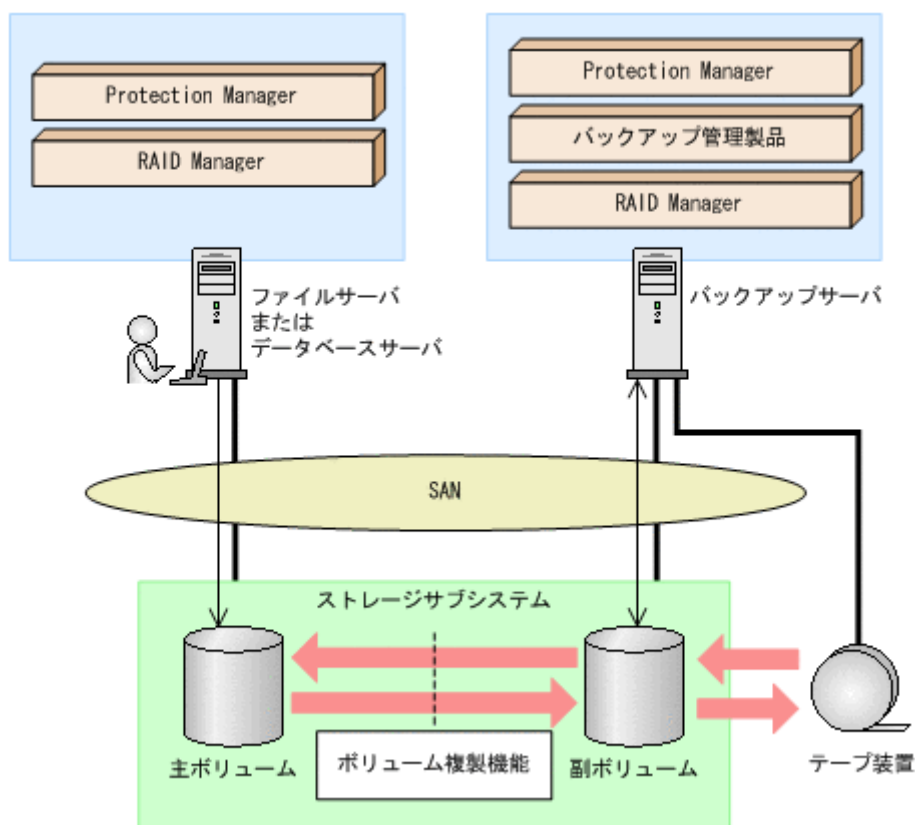 Protection Manager
RAID Manager
Protection Manager
バックアップ管理製品
RAID Manager
ファイルサーバ
または
データベースサーバ
バックアップサーバ
SAN
ストレージサブシステム
主ボリューム
ボリューム複製機能
副ボリューム
テープ装置